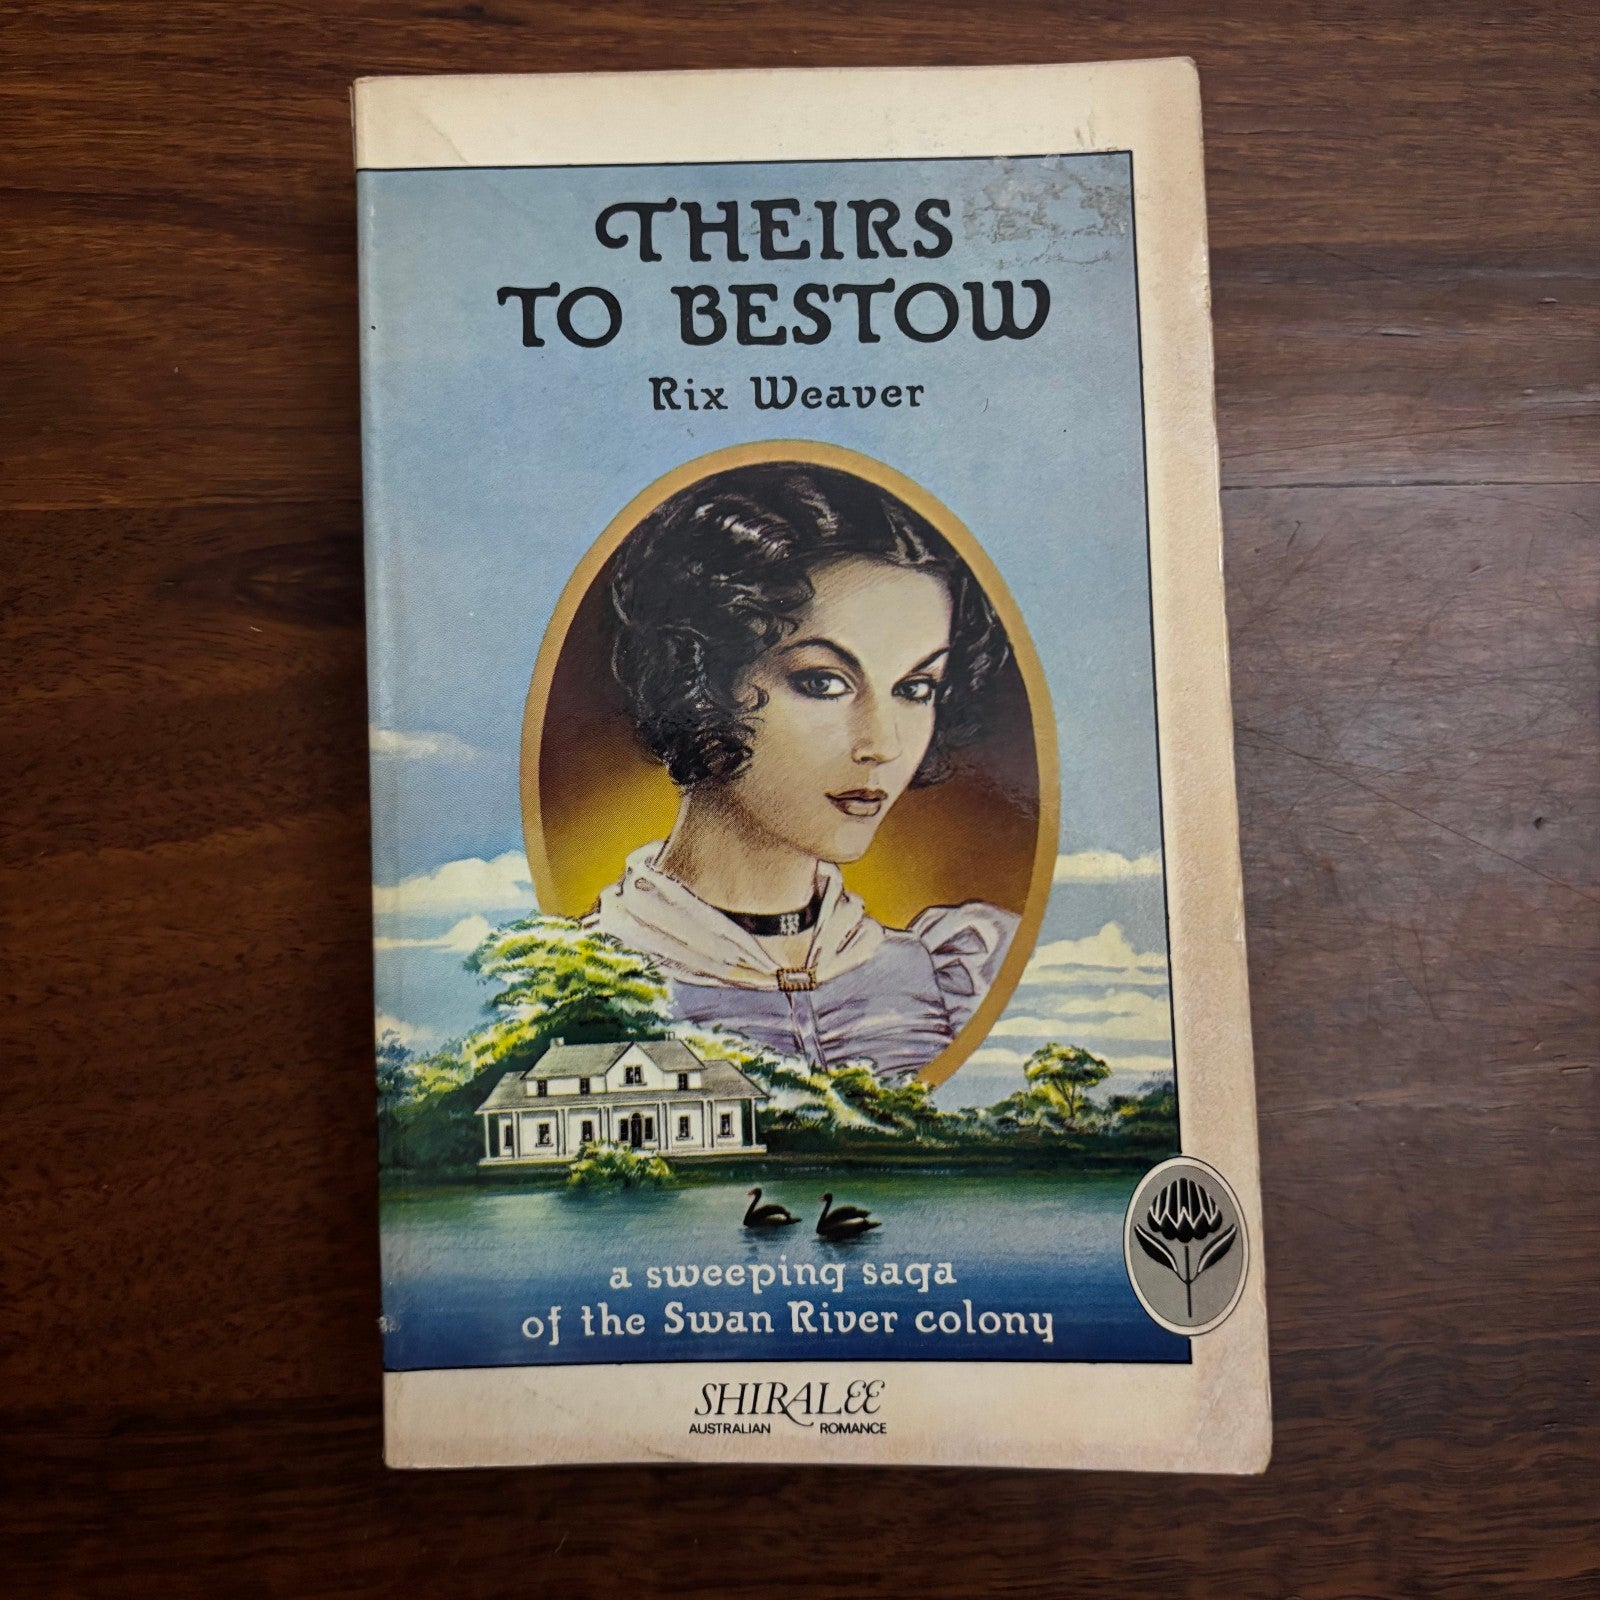 THEIRS
TO BESTOW
Rix Weaver
a sweeping saga
of the Swan River colony
SHIRALEE
AUSTRALIAN ROMANCE